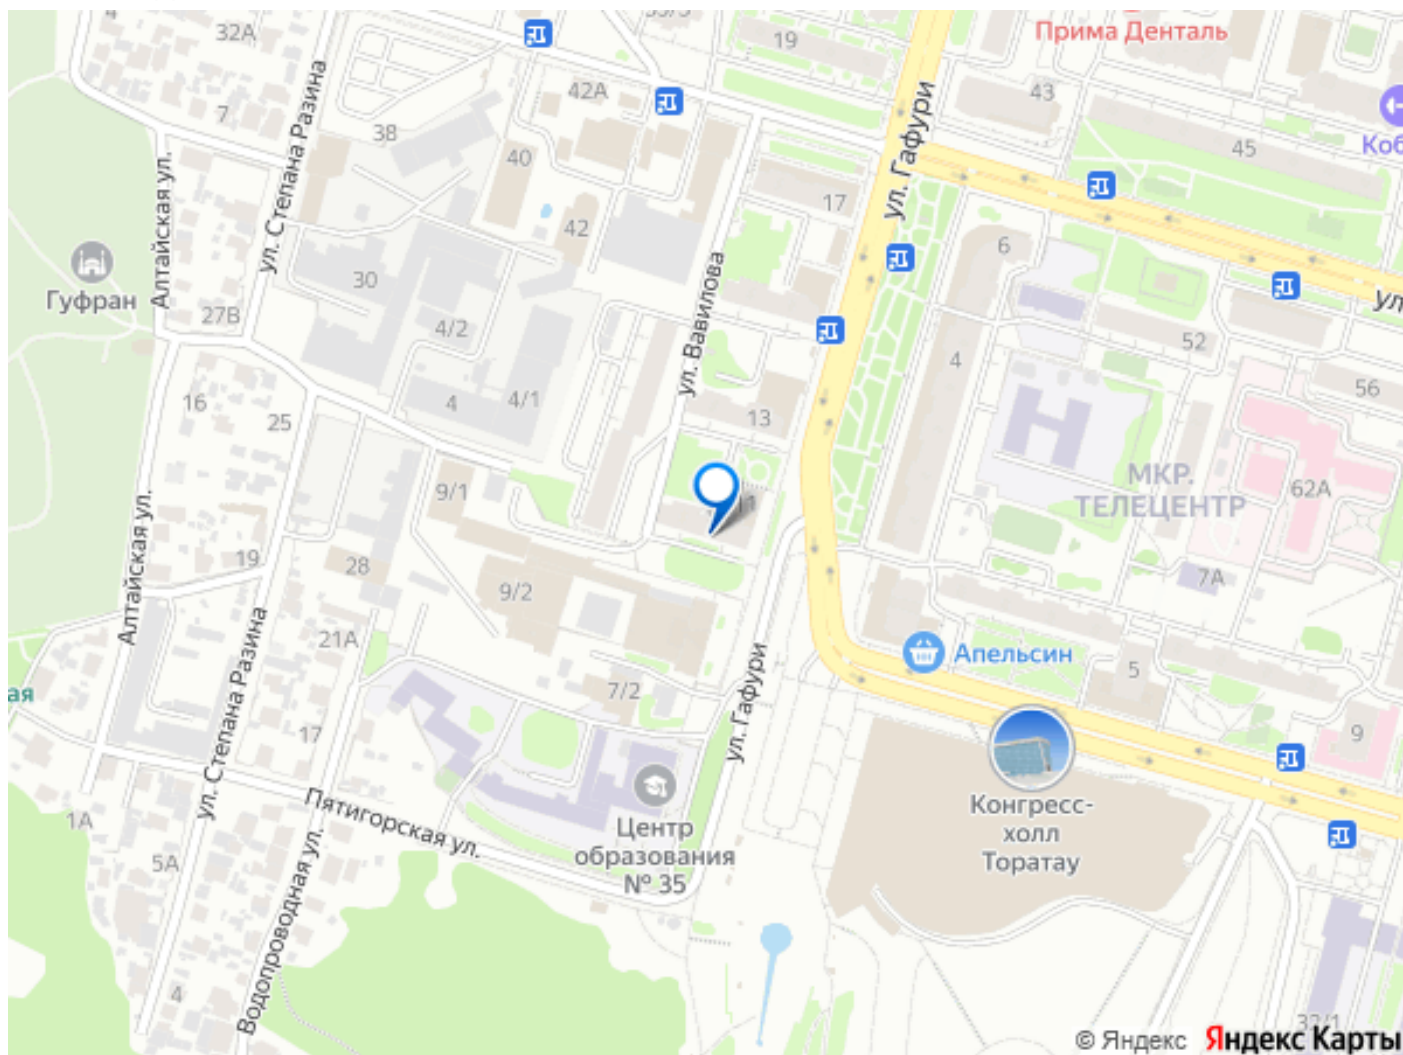 32А
19
Прима Денталь
ул. Гафури
43
42А
7
38
40
45
ул. Степана Разина
Алтайская ул.
17
42
6
Гуфран
30
27В
4/2
ул. Вавилова
52
4
56
16
25
4
4/1
13
МКР.
ТЕЛЕЦЕНТР
62А
9/1
Алтайская ул.
19
28
9/2
7А
21А
ул. Степана Разина
Апельсин
5
ая
7/2
ул. Гафури
17
9
1А
Пятигорская ул.
Конгресс-
холл
Торатау
Центр
образования
№ 35
5А
Водопроводная ул.
4
© Яндекс
Яндекс Карты